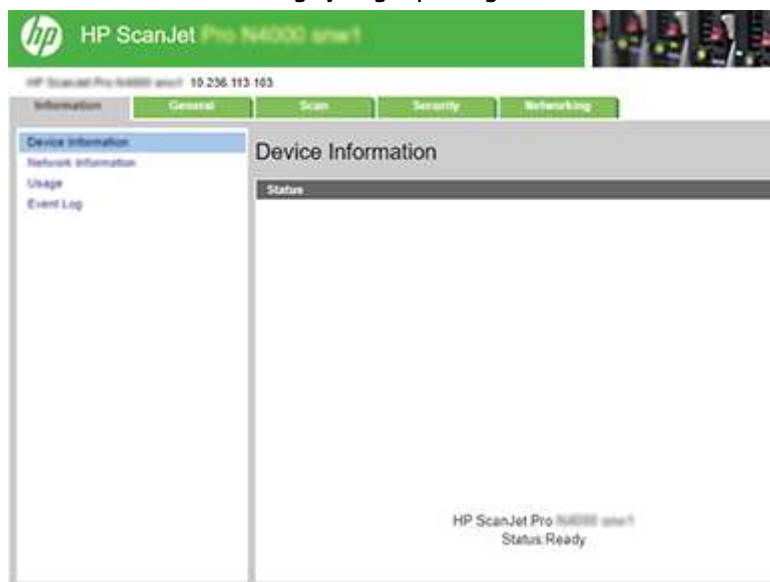 hp HP ScanJet Pro N4000 snw1
HP ScanJet Pro N4000 snw1 10.236.113.103
Information General Scan Security Networking
Device Information
Network Information
Usage
Event Log
Device Information
Status
HP ScanJet Pro N4000 snw1
Status:Ready